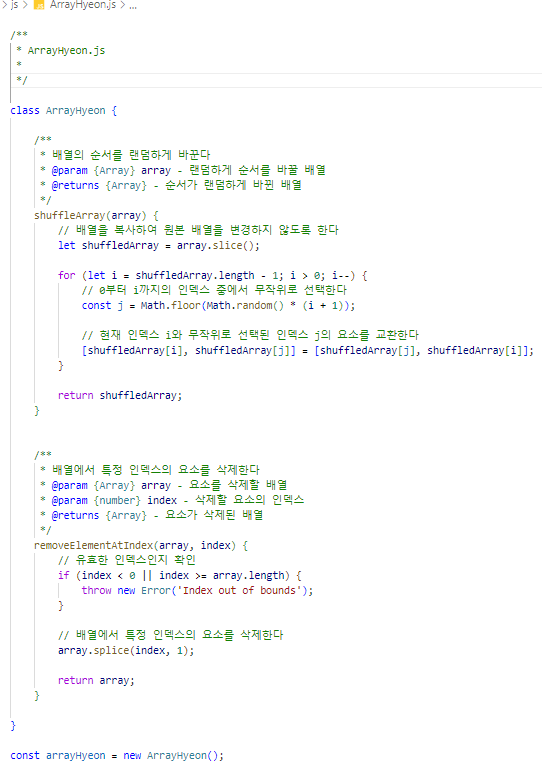 > js > JS ArrayHyeon.js > ...
/**
 * ArrayHyeon.js
 *
 */
class ArrayHyeon {
    /**
     * 배열의 순서를 랜덤하게 바꾼다
     * @param {Array} array - 랜덤하게 순서를 바꿀 배열
     * @returns {Array} - 순서가 랜덤하게 바뀐 배열
     */
    shuffleArray(array) {
        // 배열을 복사하여 원본 배열을 변경하지 않도록 한다
        let shuffledArray = array.slice();
        for (let i = shuffledArray.length - 1; i > 0; i--) {
            // 0부터 i까지의 인덱스 중에서 무작위로 선택한다
            const j = Math.floor(Math.random() * (i + 1));
            // 현재 인덱스 i와 무작위로 선택된 인덱스 j의 요소를 교환한다
            [shuffledArray[i], shuffledArray[j]] = [shuffledArray[j], shuffledArray[i]];
        }
        return shuffledArray;
    }
    /**
     * 배열에서 특정 인덱스의 요소를 삭제한다
     * @param {Array} array - 요소를 삭제할 배열
     * @param {number} index - 삭제할 요소의 인덱스
     * @returns {Array} - 요소가 삭제된 배열
     */
    removeElementAtIndex(array, index) {
        // 유효한 인덱스인지 확인
        if (index < 0 || index >= array.length) {
            throw new Error('Index out of bounds');
        }
        // 배열에서 특정 인덱스의 요소를 삭제한다
        array.splice(index, 1);
        return array;
    }
}
const arrayHyeon = new ArrayHyeon();